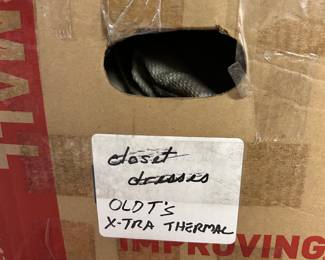 closet
dresses
OLD T's
X-TRA THERMAL
IMPROVING